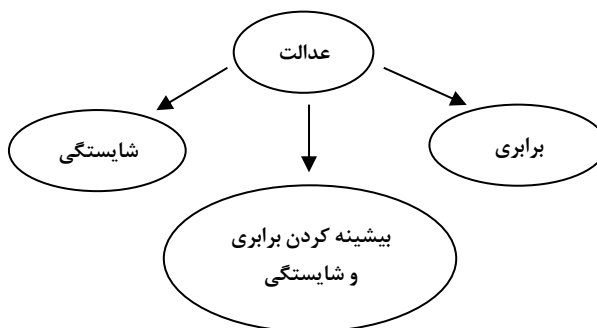 عدالت
برابری
شایستگی
بیشینه کردن برابری
و شایستگی